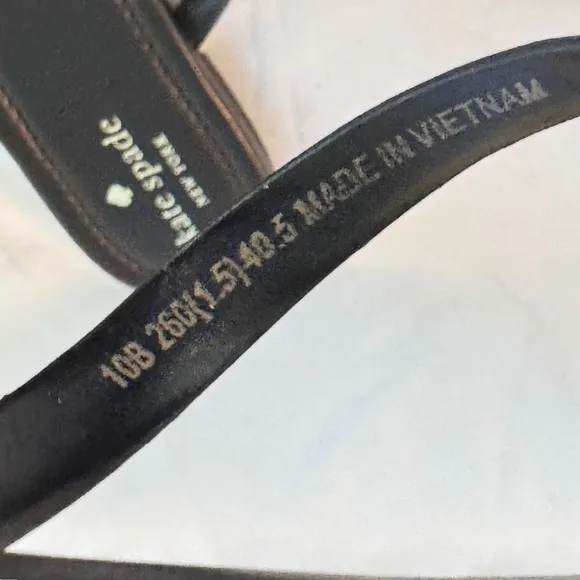 kate spade
NEW YORK
10B 260(1.5)-40.5 MADE IN VIETNAM